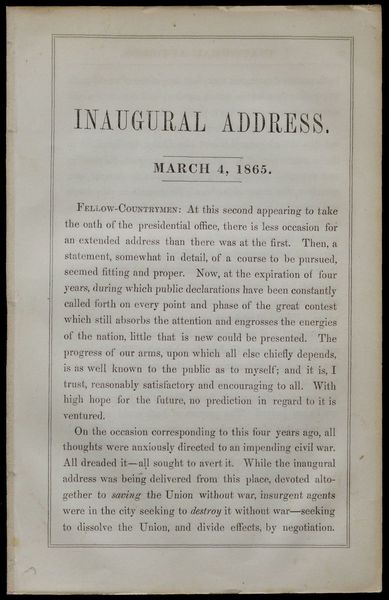 INAUGURAL ADDRESS.
MARCH 4, 1865.
FELLOW-COUNTRYMEN: At this second appearing to take
the oath of the presidential office, there is less occasion for
an extended address than there was at the first. Then, a
statement, somewhat in detail, of a course to be pursued,
seemed fitting and proper. Now, at the expiration of four
years, during which public declarations have been constantly
called forth on every point and phase of the great contest
which still absorbs the attention and engrosses the energies
of the nation, little that is new could be presented. The
progress of our arms, upon which all else chiefly depends,
is as well known to the public as to myself; and it is, I
trust, reasonably satisfactory and encouraging to all. With
high hope for the future, no prediction in regard to it is
ventured.
On the occasion corresponding to this four years ago, all
thoughts were anxiously directed to an impending civil war.
All dreaded it—all sought to avert it. While the inaugural
address was being delivered from this place, devoted alto-
gether to saving the Union without war, insurgent agents
were in the city seeking to destroy it without war—seeking
to dissolve the Union, and divide effects, by negotiation.